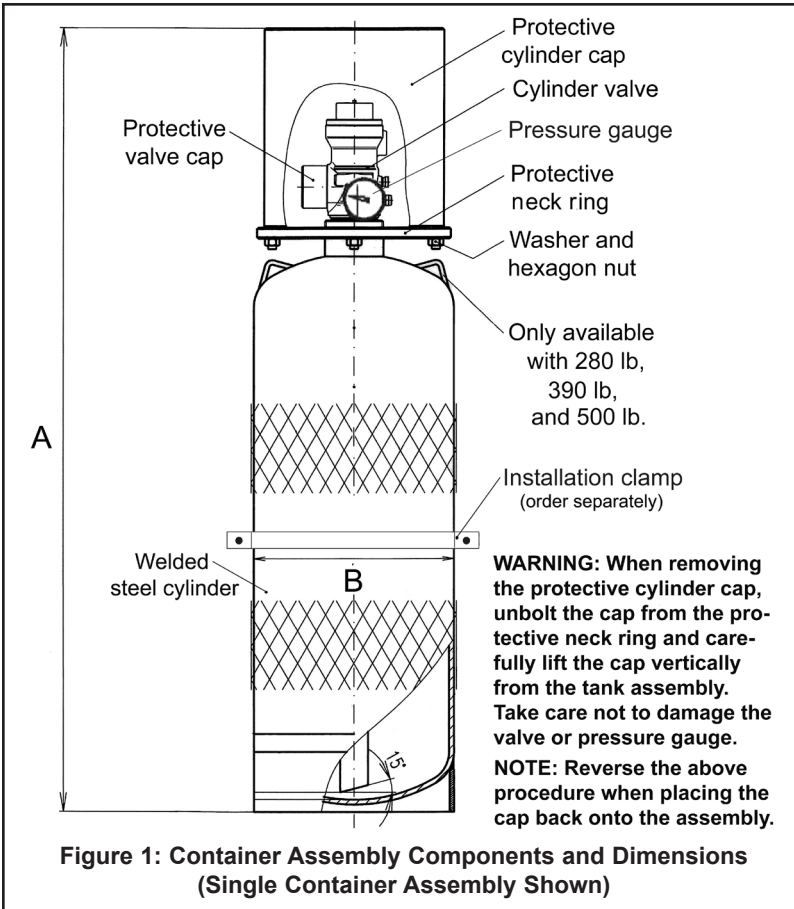 Protective
cylinder cap
Cylinder valve
Protective
valve cap
Pressure gauge
Protective
neck ring
Washer and
hexagon nut
Only available
with 280 lb,
390 lb,
and 500 lb.
A
Installation clamp
(order separately)
Welded
steel cylinder
B
WARNING: When removing
the protective cylinder cap,
unbolt the cap from the pro-
tective neck ring and care-
fully lift the cap vertically
from the tank assembly.
Take care not to damage the
valve or pressure gauge.
NOTE: Reverse the above
procedure when placing the
cap back onto the assembly.
15°
Figure 1: Container Assembly Components and Dimensions
(Single Container Assembly Shown)